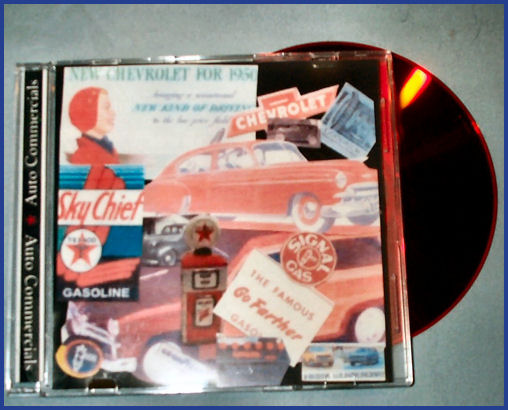 Auto Commercials ★ Auto Commercials
NEW CHEVROLET FOR 1950
bringing a sensational
NEW KIND OF DRIVING
to the low price field
CHEVROLET
Sky Chief
TEXACO
T
GASOLINE
SIGNAL
GAS
THE FAMOUS
Go Farther
GASOLINE